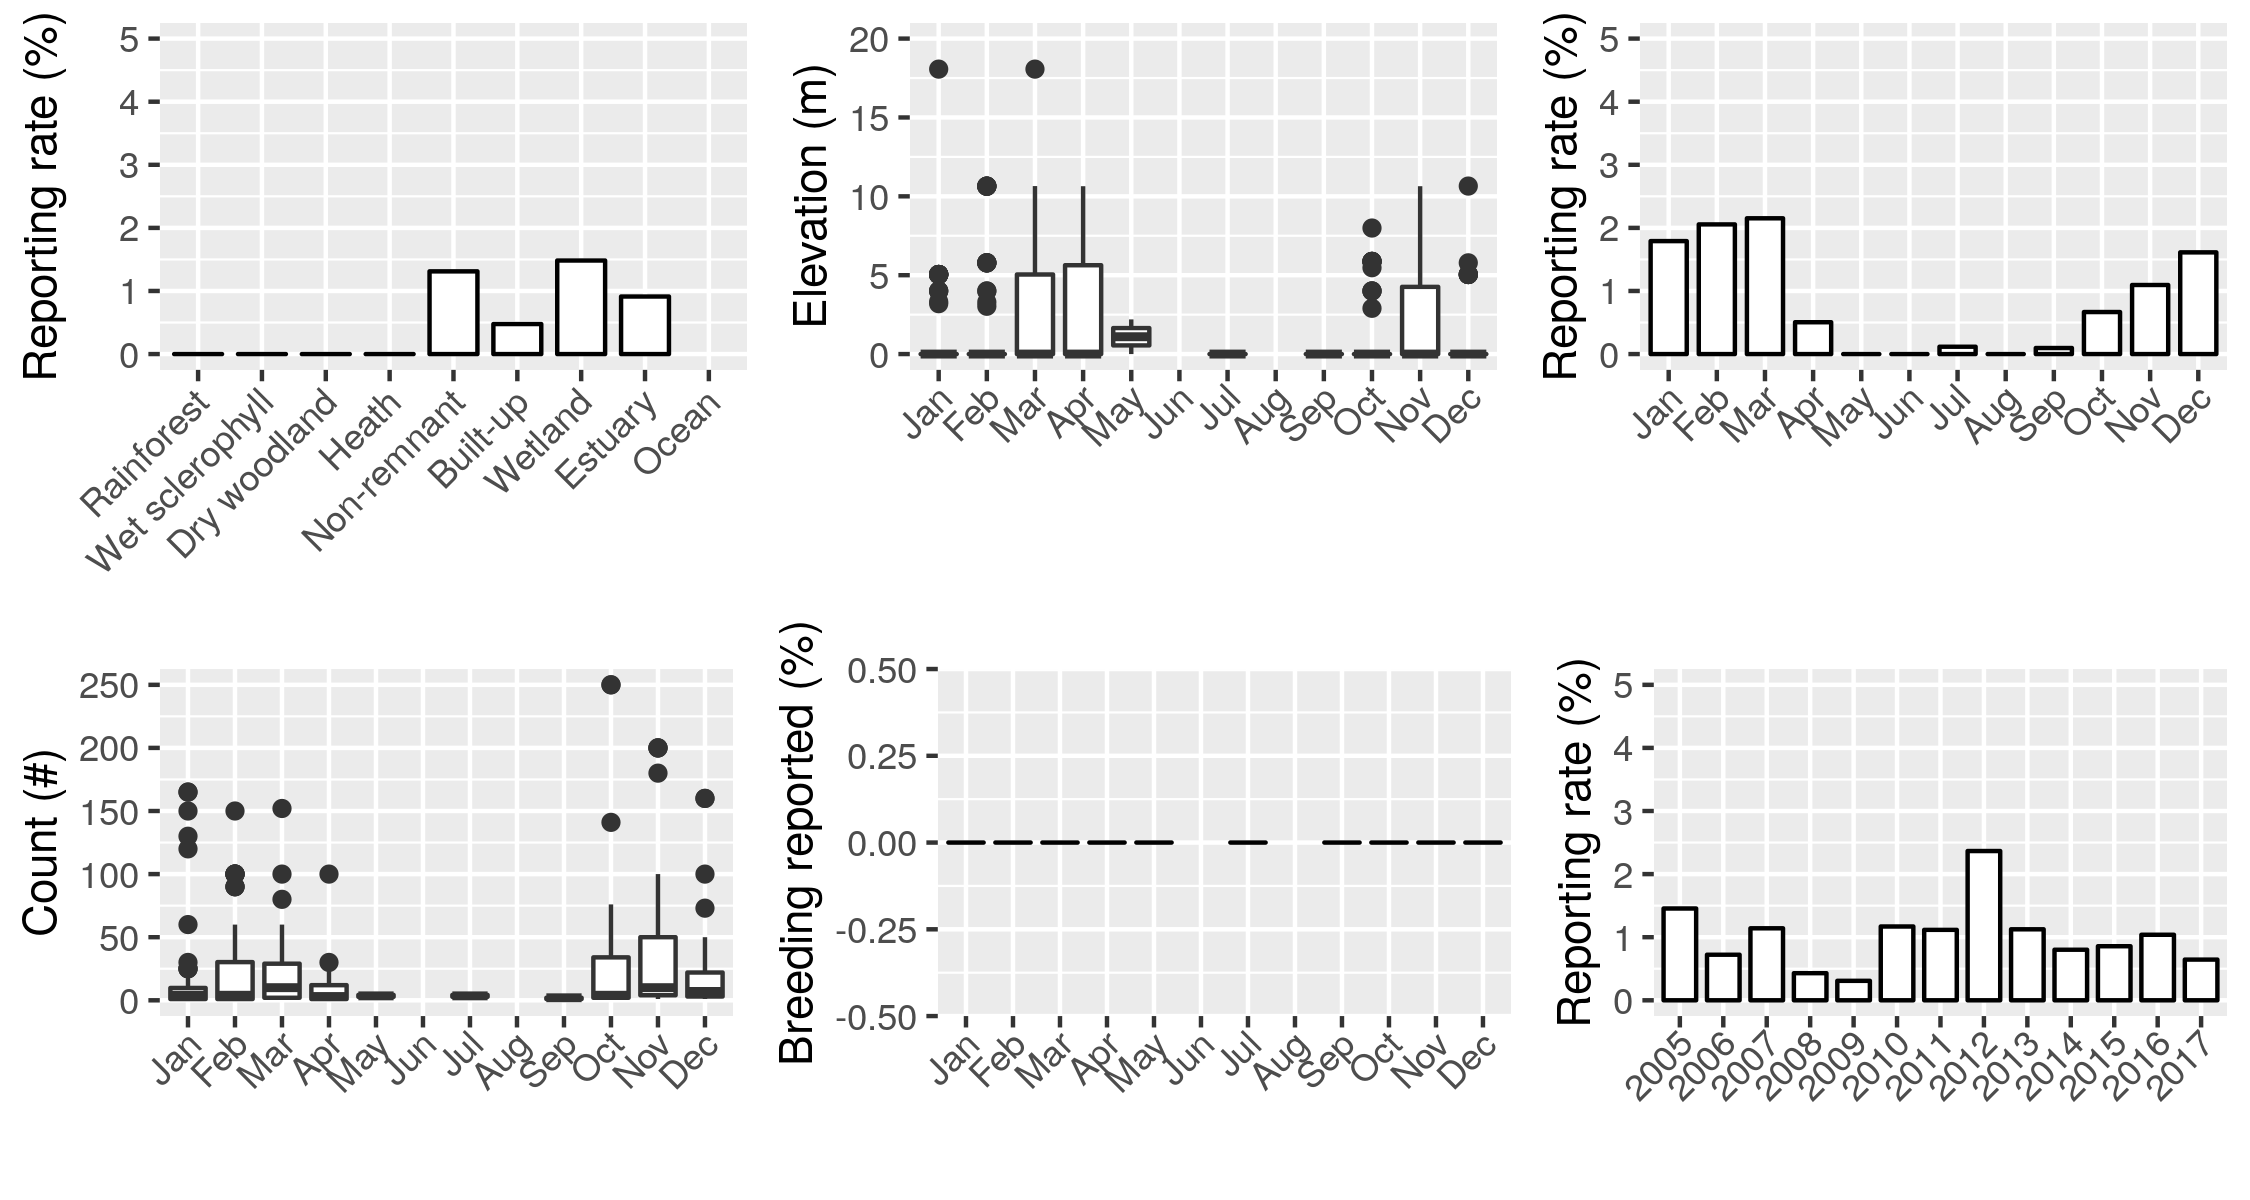 Reporting rate (%)
5
4
3
2
1
0
Rainforest
Wet sclerophyll
Dry woodland
Heath
Non-remnant
Built-up
Wetland
Estuary
Ocean
Elevation (m)
20
15
10
5
0
Jan
Feb
Mar
Apr
May
Jun
Jul
Aug
Sep
Oct
Nov
Dec
Reporting rate (%)
5
4
3
2
1
0
Jan
Feb
Mar
Apr
May
Jun
Jul
Aug
Sep
Oct
Nov
Dec
Count (#)
250
200
150
100
50
0
Jan
Feb
Mar
Apr
May
Jun
Jul
Aug
Sep
Oct
Nov
Dec
Breeding reported (%)
0.50
0.25
0.00
-0.25
-0.50
Jan
Feb
Mar
Apr
May
Jun
Jul
Aug
Sep
Oct
Nov
Dec
Reporting rate (%)
5
4
3
2
1
0
2005
2006
2007
2008
2009
2010
2011
2012
2013
2014
2015
2016
2017